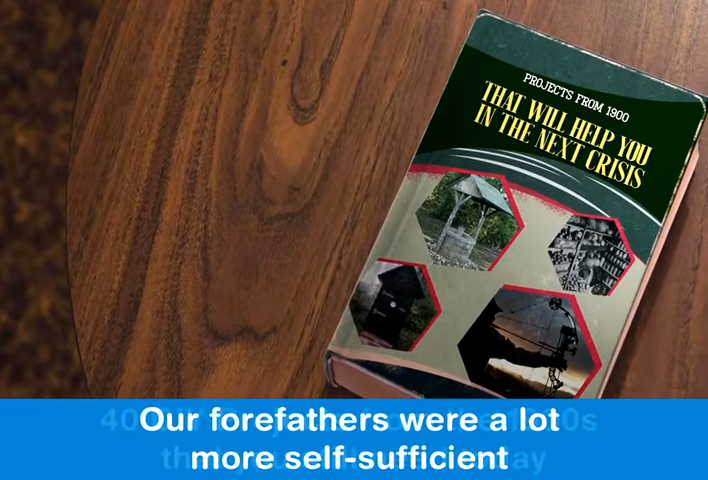 PROJECTS FROM 1900
THAT WILL HELP YOU
IN THE NEXT CRISIS
Our forefathers were a lot
more self-sufficient